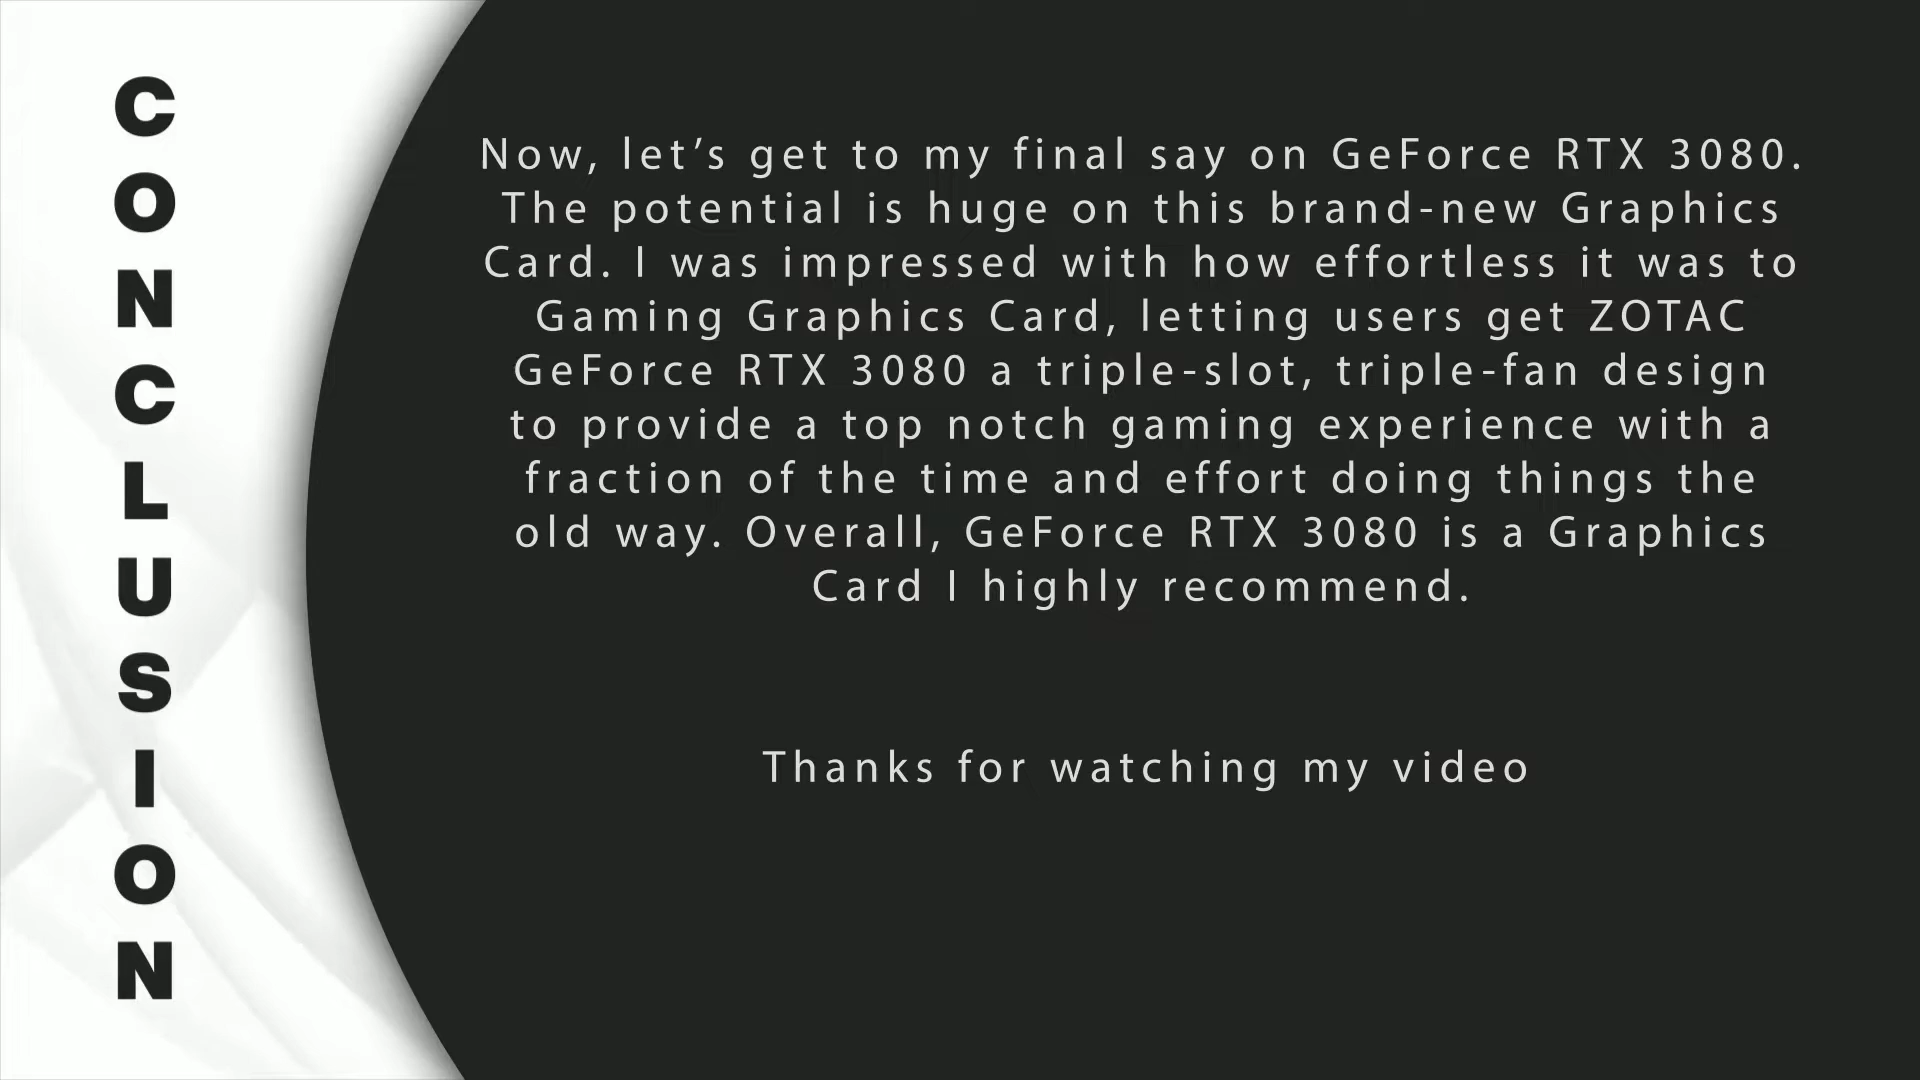 CONCLUSION
Now, let’s get to my final say on GeForce RTX 3080.
The potential is huge on this brand-new Graphics
Card. I was impressed with how effortless it was to
Gaming Graphics Card, letting users get ZOTAC
GeForce RTX 3080 a triple-slot, triple-fan design
to provide a top notch gaming experience with a
fraction of the time and effort doing things the
old way. Overall, GeForce RTX 3080 is a Graphics
Card I highly recommend.
Thanks for watching my video